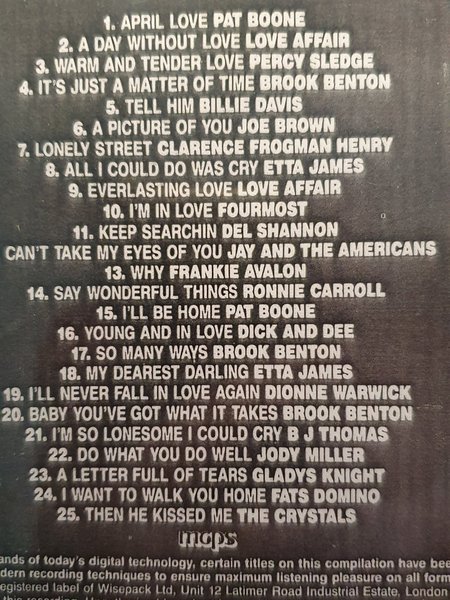 1. APRIL LOVE PAT BOONE
2. A DAY WITHOUT LOVE LOVE AFFAIR
3. WARM AND TENDER LOVE PERCY SLEDGE
4. IT'S JUST A MATTER OF TIME BROOK BENTON
5. TELL HIM BILLIE DAVIS
6. A PICTURE OF YOU JOE BROWN
7. LONELY STREET CLARENCE FROGMAN HENRY
8. ALL I COULD DO WAS CRY ETTA JAMES
9. EVERLASTING LOVE LOVE AFFAIR
10. I'M IN LOVE FOURMOST
11. KEEP SEARCHIN DEL SHANNON
CAN'T TAKE MY EYES OF YOU JAY AND THE AMERICANS
13. WHY FRANKIE AVALON
14. SAY WONDERFUL THINGS RONNIE CARROLL
15. I'LL BE HOME PAT BOONE
16. YOUNG AND IN LOVE DICK AND DEE
17. SO MANY WAYS BROOK BENTON
18. MY DEAREST DARLING ETTA JAMES
19. I'LL NEVER FALL IN LOVE AGAIN DIONNE WARWICK
20. BABY YOU'VE GOT WHAT IT TAKES BROOK BENTON
21. I'M SO LONESOME I COULD CRY B J THOMAS
22. DO WHAT YOU DO WELL JODY MILLER
23. A LETTER FULL OF TEARS GLADYS KNIGHT
24. I WANT TO WALK YOU HOME FATS DOMINO
25. THEN HE KISSED ME THE CRYSTALS
mcps
ands of today's digital technology, certain titles on this compilation have been
dern recording techniques to ensure maximum listening pleasure on all form
registered label of Wisepack Ltd, Unit 12 Latimer Road Industrial Estate, London